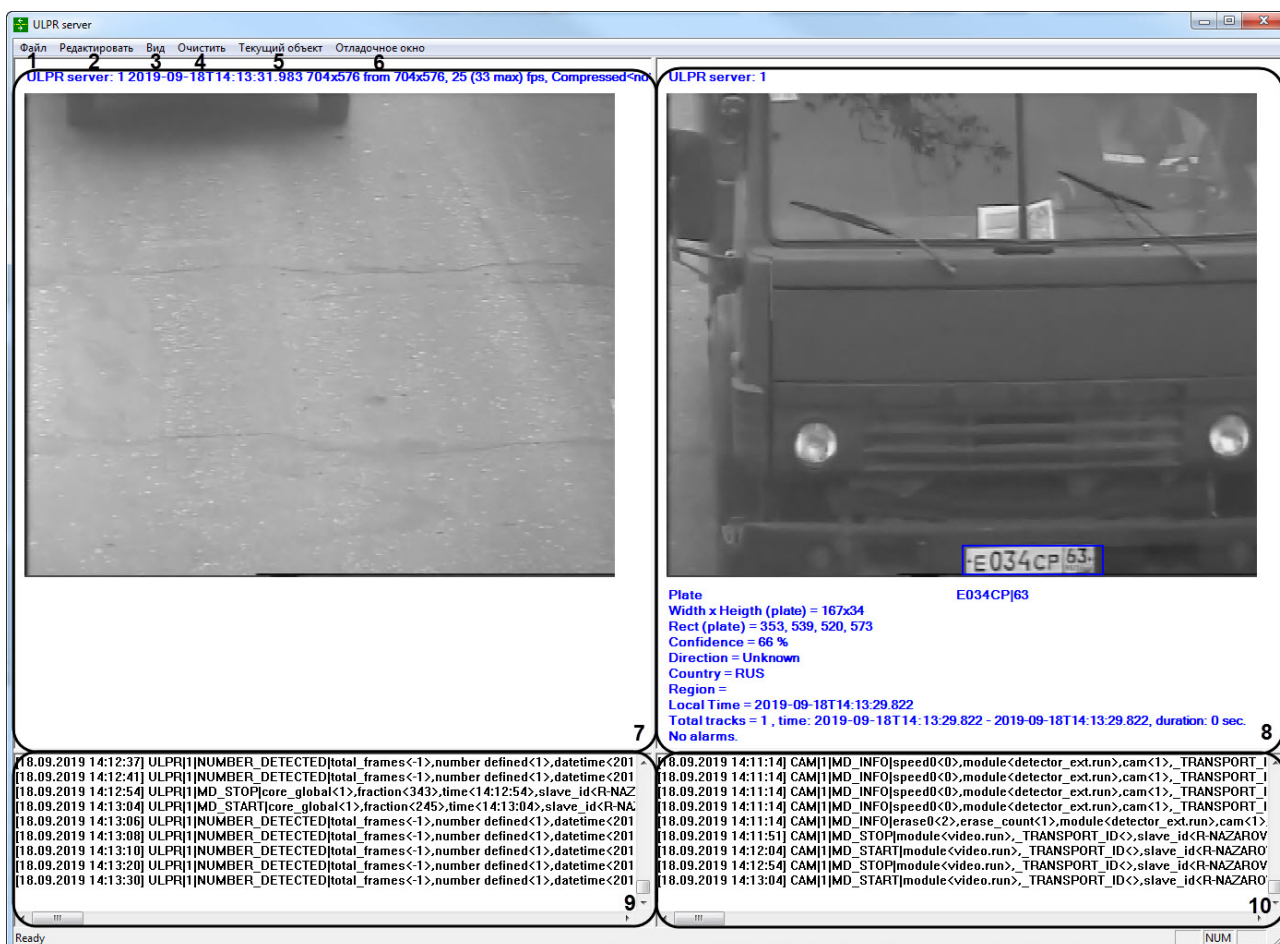 ULPR server
Файл Редактировать Вид Очистить Текущий объект Отладочное окно
1 2 3 4 5 6
ULPR server: 1 2019-09-18T14:13:31.983 704x576 from 704x576, 25 (33 max) fps, Compressed<no
ULPR server: 1
E034CP 63
Plate E034CP|63
Width x Heigth (plate) = 167x34
Rect (plate) = 353, 539, 520, 573
Confidence = 66 %
Direction = Unknown
Country = RUS
Region =
Local Time = 2019-09-18T14:13:29.822
Total tracks = 1 , time: 2019-09-18T14:13:29.822 - 2019-09-18T14:13:29.822, duration: 0 sec.
No alarms.
7
8
[18.09.2019 14:12:37] ULPR|1|NUMBER_DETECTED|total_frames<-1>,number defined<1>,datetime<201
[18.09.2019 14:12:41] ULPR|1|NUMBER_DETECTED|total_frames<-1>,number defined<1>,datetime<201
[18.09.2019 14:12:54] ULPR|1|MD_STOP|core_global<1>,fraction<343>,time<14:12:54>,slave_id<R-NAZ
[18.09.2019 14:13:04] ULPR|1|MD_START|core_global<1>,fraction<245>,time<14:13:04>,slave_id<R-NA
[18.09.2019 14:13:06] ULPR|1|NUMBER_DETECTED|total_frames<-1>,number defined<1>,datetime<201
[18.09.2019 14:13:08] ULPR|1|NUMBER_DETECTED|total_frames<-1>,number defined<1>,datetime<201
[18.09.2019 14:13:10] ULPR|1|NUMBER_DETECTED|total_frames<-1>,number defined<1>,datetime<201
[18.09.2019 14:13:20] ULPR|1|NUMBER_DETECTED|total_frames<-1>,number defined<1>,datetime<201
[18.09.2019 14:13:30] ULPR|1|NUMBER_DETECTED|total_frames<-1>,number defined<1>,datetime<201
9
[18.09.2019 14:11:14] CAM|1|MD_INFO|speed0<0>,module<detector_ext.run>,cam<1>,_TRANSPORT_I
[18.09.2019 14:11:14] CAM|1|MD_INFO|speed0<0>,module<detector_ext.run>,cam<1>,_TRANSPORT_I
[18.09.2019 14:11:14] CAM|1|MD_INFO|speed0<0>,module<detector_ext.run>,cam<1>,_TRANSPORT_I
[18.09.2019 14:11:14] CAM|1|MD_INFO|speed0<0>,module<detector_ext.run>,cam<1>,_TRANSPORT_I
[18.09.2019 14:11:14] CAM|1|MD_INFO|erase0<2>,erase_count<1>,module<detector_ext.run>,cam<1>,
[18.09.2019 14:11:51] CAM|1|MD_STOP|module<video.run>,_TRANSPORT_ID<>,slave_id<R-NAZAROV
[18.09.2019 14:12:04] CAM|1|MD_START|module<video.run>,_TRANSPORT_ID<>,slave_id<R-NAZARO
[18.09.2019 14:12:54] CAM|1|MD_STOP|module<video.run>,_TRANSPORT_ID<>,slave_id<R-NAZAROV
[18.09.2019 14:13:04] CAM|1|MD_START|module<video.run>,_TRANSPORT_ID<>,slave_id<R-NAZARO
10
Ready NUM